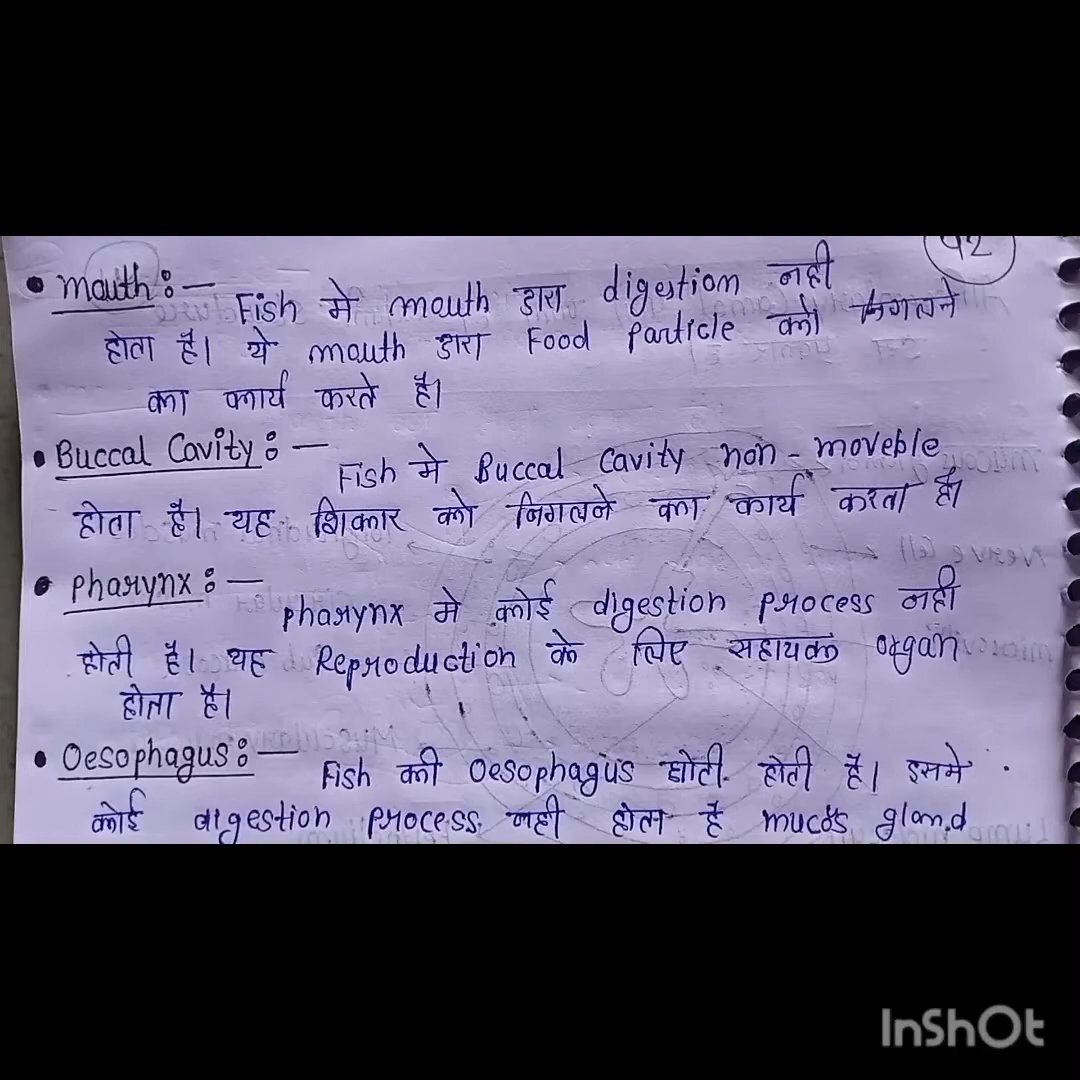 42
• Mouth :— Fish मे mouth द्वारा digestion नही
होता है। ये mouth द्वारा Food Particle को निगलने
का कार्य करते है।
• Buccal Cavity :— Fish मे Buccal Cavity non-moveble
होता है। यह शिकार को निगलने का कार्य करता है।
• Pharynx :— Pharynx मे कोई digestion process नही
होती है। यह Reproduction के लिए सहायक organ
होता है।
• Oesophagus :— Fish की Oesophagus छोटी होती है। इसमे
कोई digestion process नही होता है mucos gland
InShOt